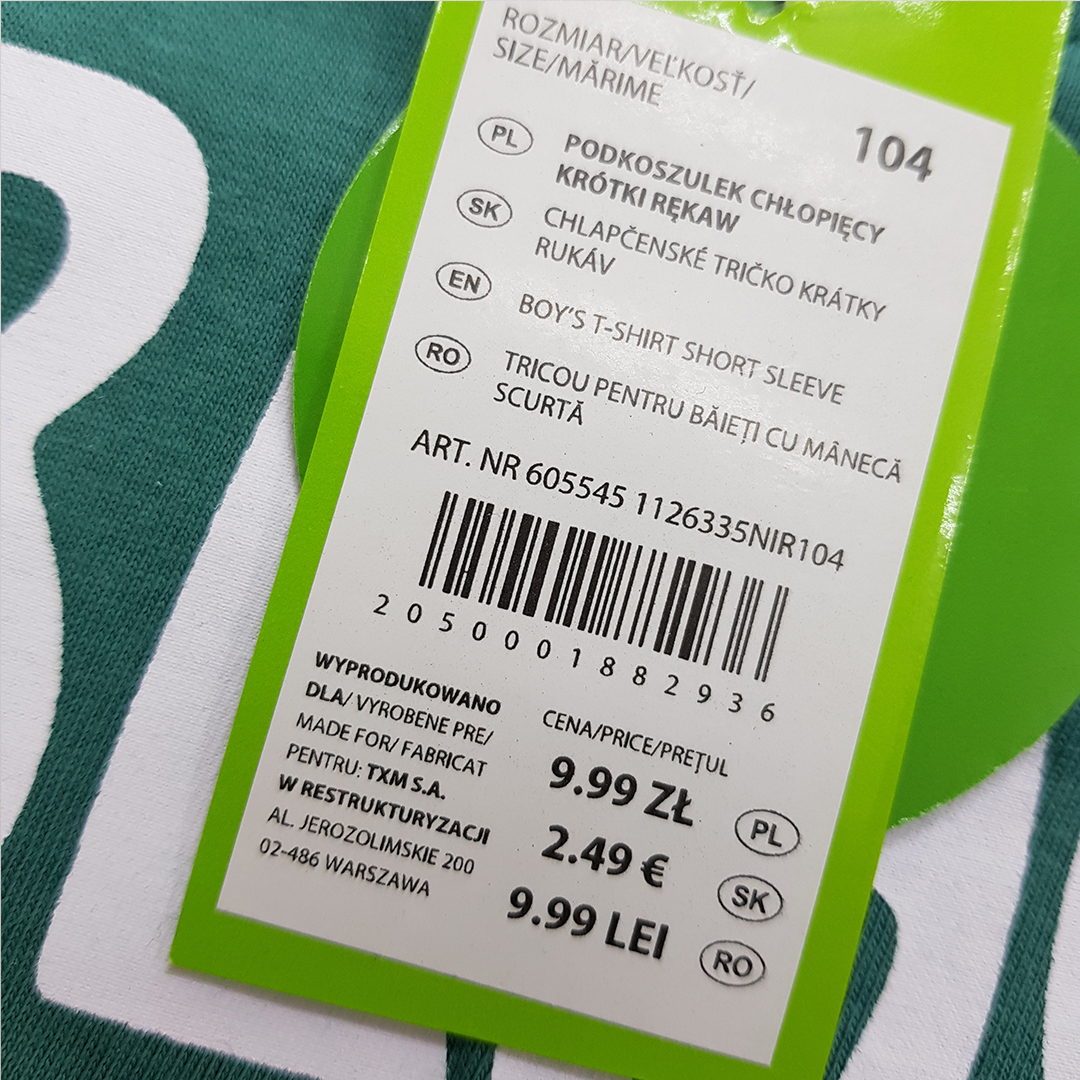 ROZMIAR/VEĽKOSŤ/
SIZE/MĂRIME
104
PL PODKOSZULEK CHŁOPIĘCY
KRÓTKI RĘKAW
SK CHLAPČENSKÉ TRIČKO KRÁTKY
RUKÁV
EN BOY'S T-SHIRT SHORT SLEEVE
RO TRICOU PENTRU BĂIEȚI CU MÂNECĂ
SCURTĂ
ART. NR 605545 1126335NIR104
2050001882936
WYPRODUKOWANO
DLA/ VYROBENE PRE/
MADE FOR/ FABRICAT
PENTRU: TXM S.A.
W RESTRUKTURYZACJI
AL. JEROZOLIMSKIE 200
02-486 WARSZAWA
CENA/PRICE/PREȚUL
9.99 ZŁ PL
2.49 € SK
9.99 LEI RO